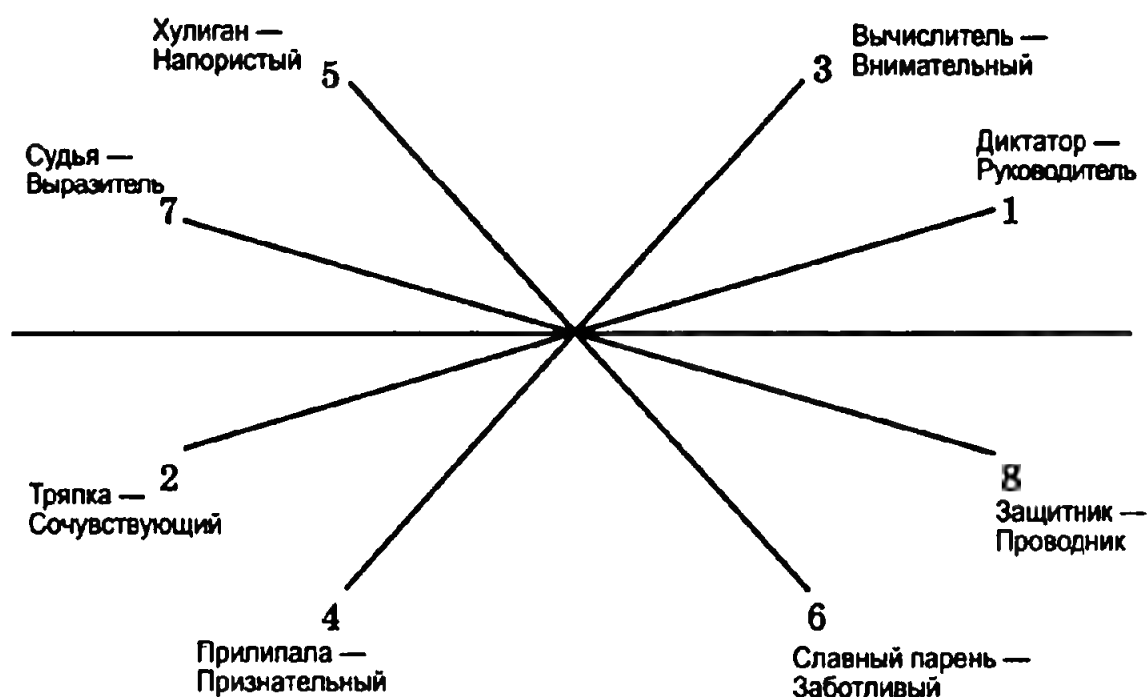 Хулиган —
Напористый
5
Вычислитель —
3 Внимательный
Судья —
Выразитель
7
Диктатор —
Руководитель
1
2
Тряпка —
Сочувствующий
8
Защитник —
Проводник
4
Прилипала —
Признательный
6
Славный парень —
Заботливый